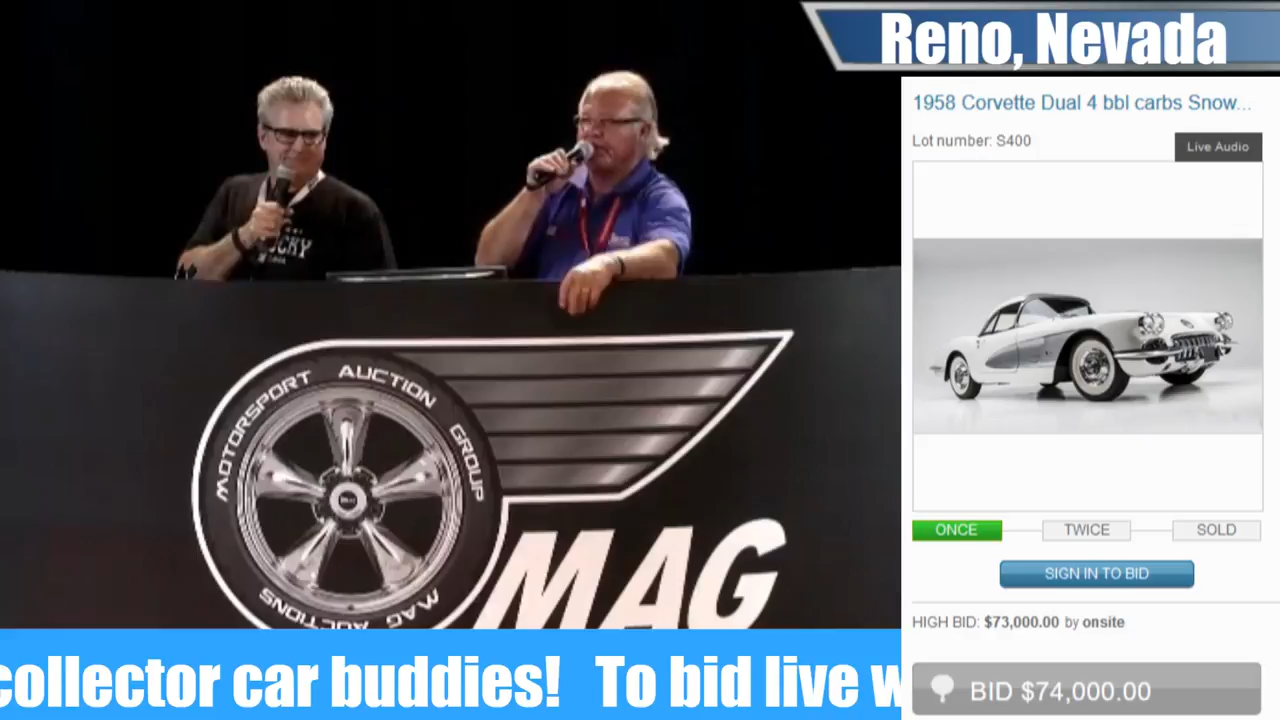 Reno, Nevada
1958 Corvette Dual 4 bbl carbs Snow...
Lot number: S400
Live Audio
MOTORSPORT AUCTION GROUP
MAG AUCTIONS
MAG
ONCE
TWICE
SOLD
SIGN IN TO BID
HIGH BID: $73,000.00 by onsite
BID $74,000.00
collector car buddies! To bid live w